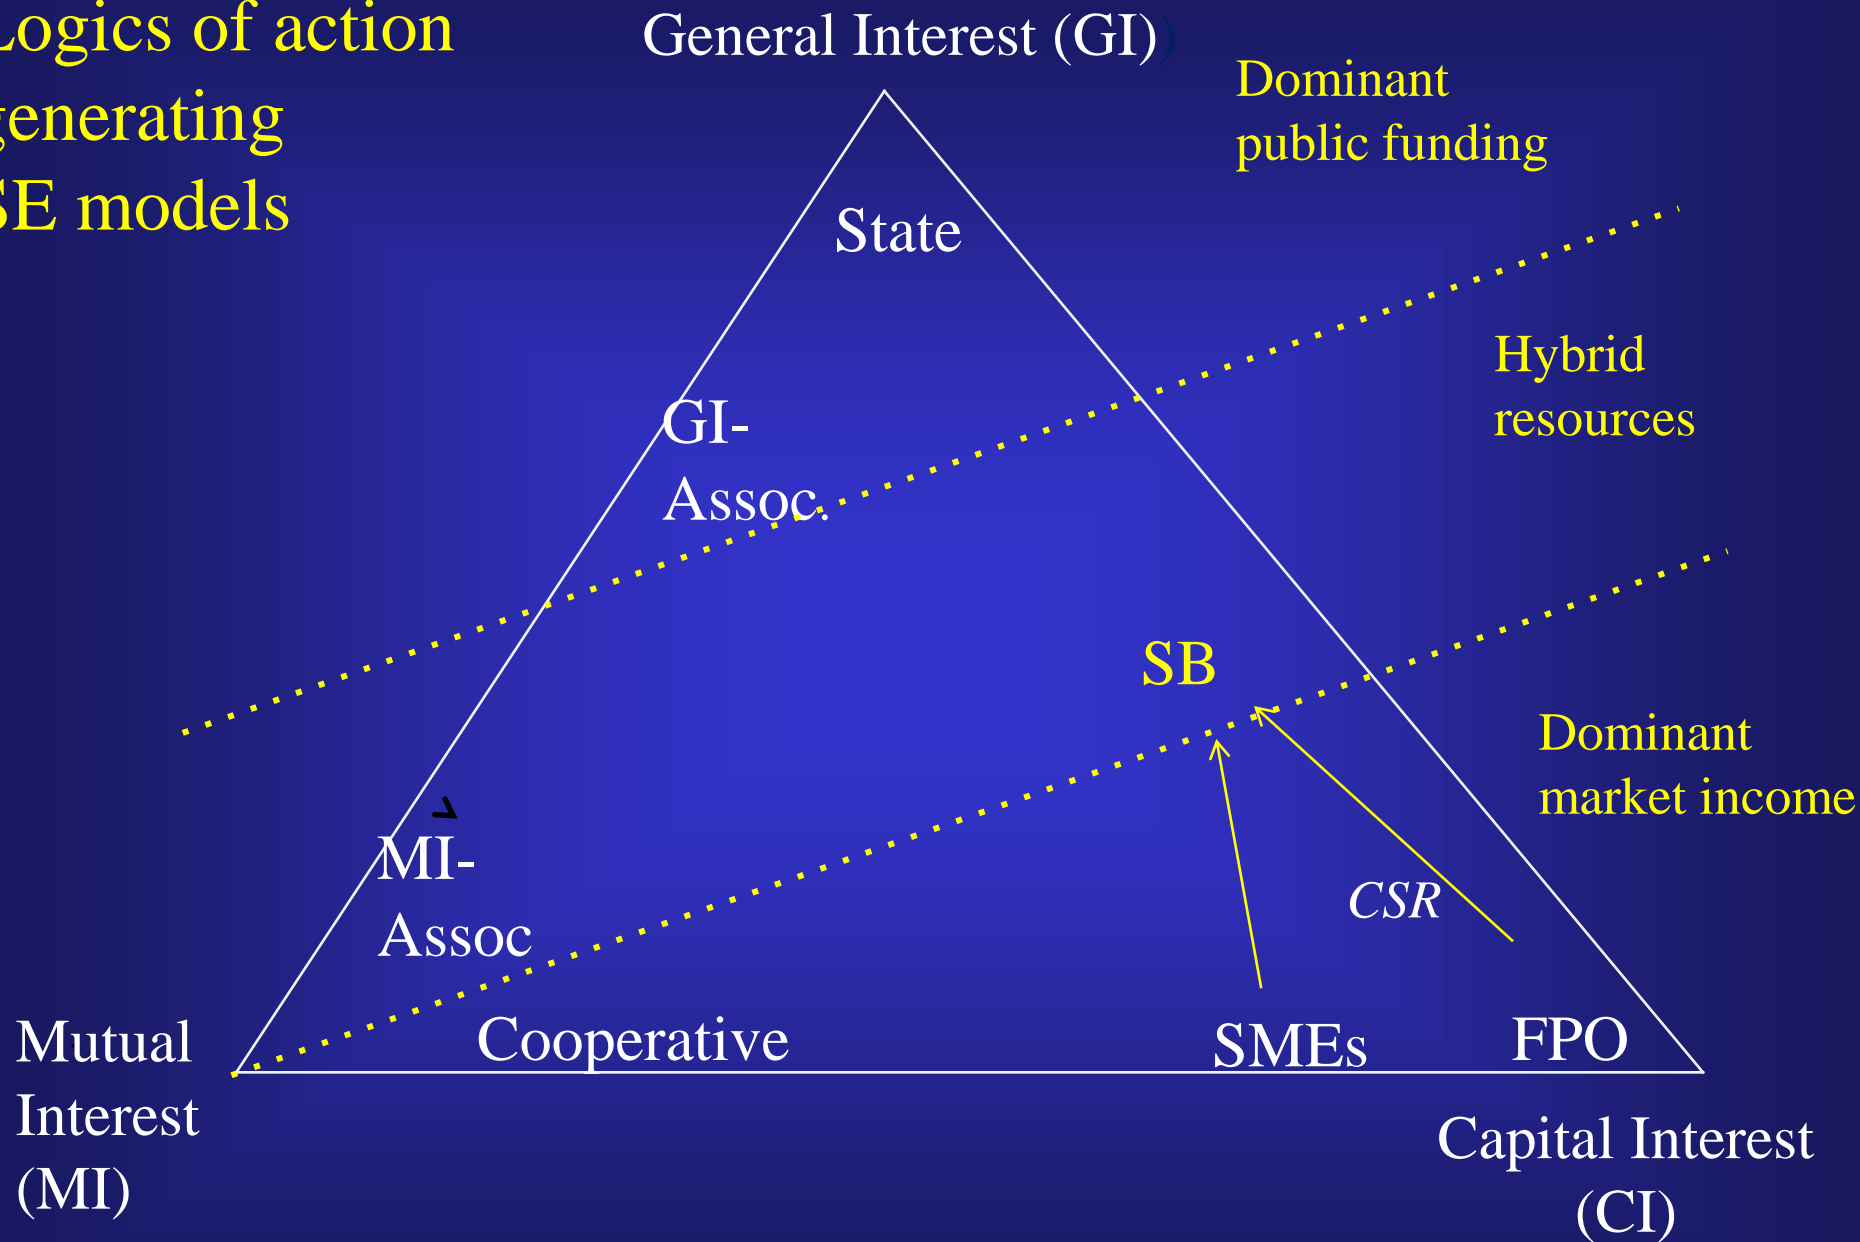 Logics of action
generating
SE models
General Interest (GI)
Dominant
public funding
State
Hybrid
resources
GI-
Assoc.
SB
Dominant
market income
MI-
Assoc
CSR
Mutual
Interest
(MI)
Cooperative
SMEs
FPO
Capital Interest
(CI)